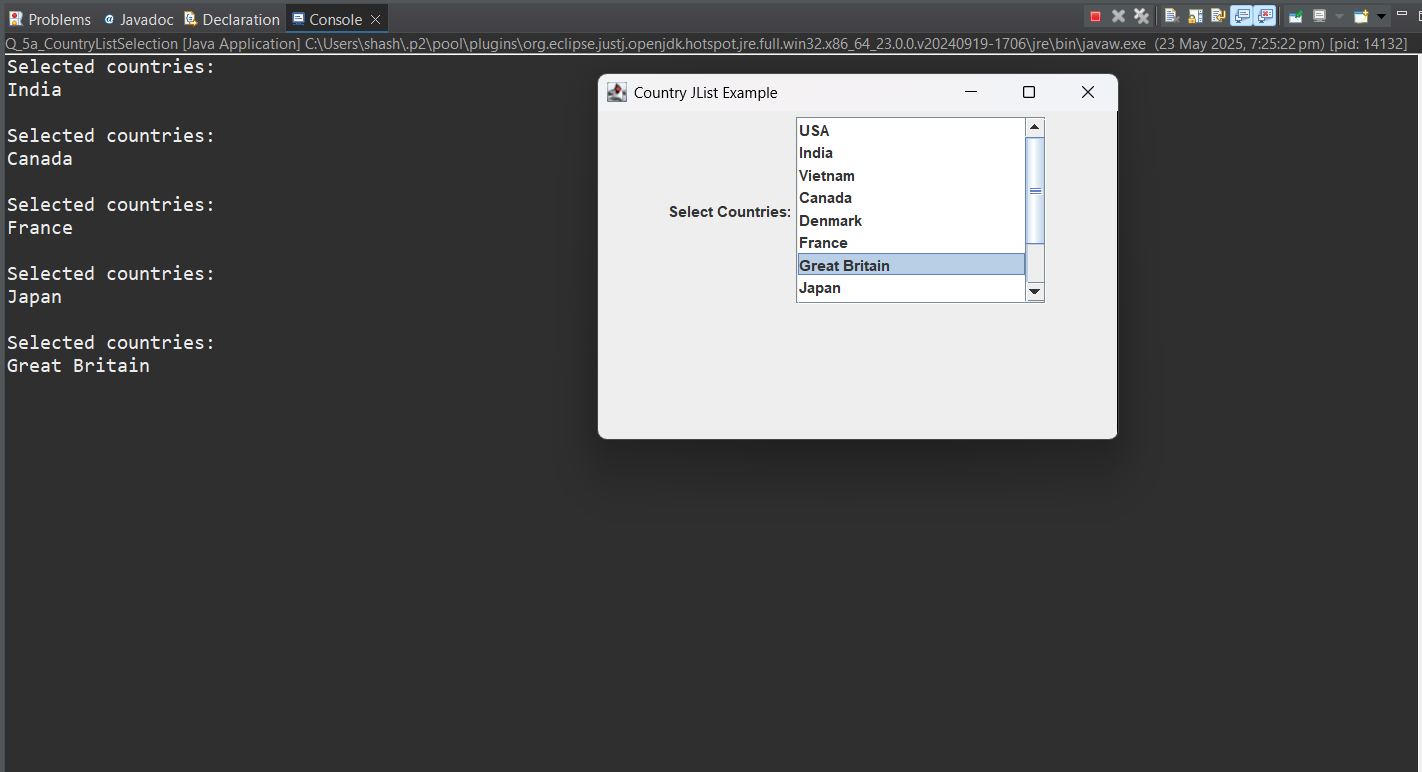 Problems Javadoc Declaration Console
Q_5a_CountryListSelection [Java Application] C:\Users\shash\.p2\pool\plugins\org.eclipse.justj.openjdk.hotspot.jre.full.win32.x86_64_23.0.0.v20240919-1706\jre\bin\javaw.exe (23 May 2025, 7:25:22 pm) [pid: 14132]
Selected countries:
India
Selected countries:
Canada
Selected countries:
France
Selected countries:
Japan
Selected countries:
Great Britain
Country JList Example
Select Countries:
USA
India
Vietnam
Canada
Denmark
France
Great Britain
Japan